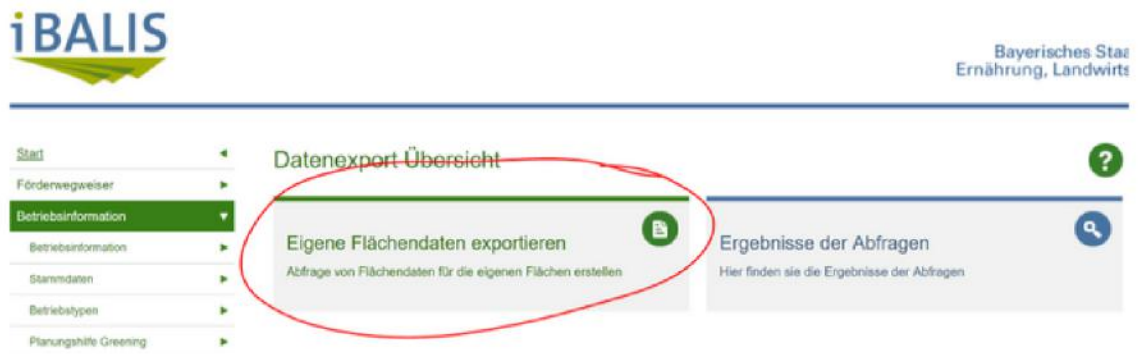 iBALIS
Bayerisches Staa
Ernährung, Landwirts
Start
Förderwegweiser
Betriebsinformation
Betriebsinformation
Stammdaten
Betriebstypen
Planungshilfe Greening
Datenexport Übersicht
?
Eigene Flächendaten exportieren
Abfrage von Flächendaten für die eigenen Flächen erstellen
Ergebnisse der Abfragen
Hier finden sie die Ergebnisse der Abfragen